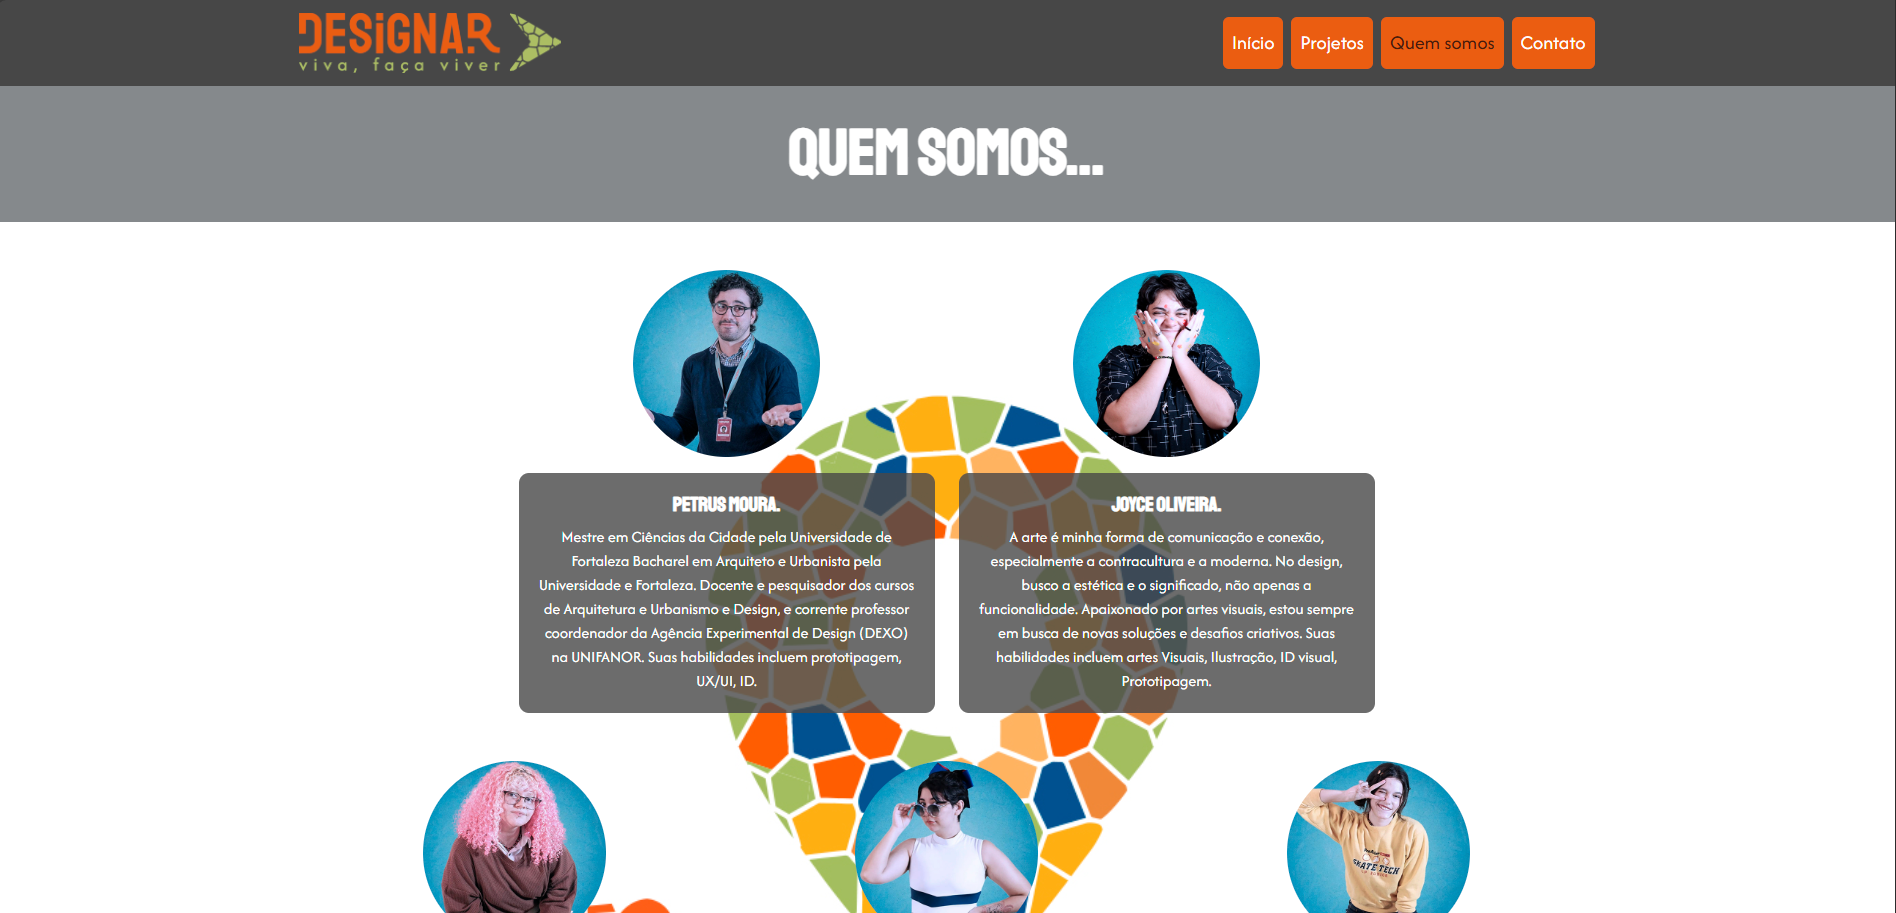 DESIGNAR
viva, faça viver
Início
Projetos
Quem somos
Contato
QUEM SOMOS...
PETRUS MOURA.
Mestre em Ciências da Cidade pela Universidade de
Fortaleza Bacharel em Arquiteto e Urbanista pela
Universidade e Fortaleza. Docente e pesquisador dos cursos
de Arquitetura e Urbanismo e Design, e corrente professor
coordenador da Agência Experimental de Design (DEXO)
na UNIFANOR. Suas habilidades incluem prototipagem,
UX/UI, ID.
JOYCE OLIVEIRA.
A arte é minha forma de comunicação e conexão,
especialmente a contracultura e a moderna. No design,
busco a estética e o significado, não apenas a
funcionalidade. Apaixonado por artes visuais, estou sempre
em busca de novas soluções e desafios criativos. Suas
habilidades incluem artes Visuais, Ilustração, ID visual,
Prototipagem.
SKATE TECH